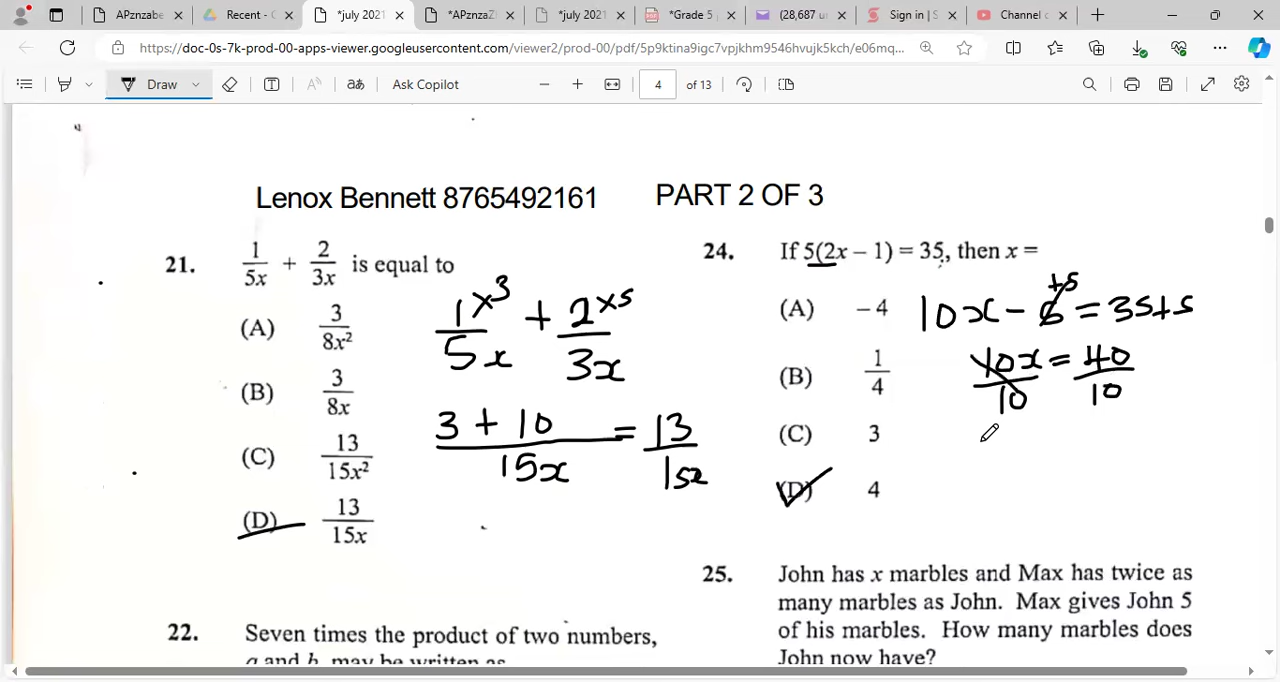 APznzabe
Recent - C
*july 2021
*APznzaZi
*july 2021
*Grade 5
(28,687 u
Sign in | S
Channel c
https://doc-0s-7k-prod-00-apps-viewer.googleusercontent.com/viewer2/prod-00/pdf/5p9ktina9igc7vpjkhm9546hvujk5kch/e06mq...
Draw
Ask Copilot
4 of 13
Lenox Bennett 8765492161 PART 2 OF 3
21. 1/5x + 2/3x is equal to
(A) 3/8x²
(B) 3/8x
(C) 13/15x²
(D) 13/15x
1×3/5x + 2×5/3x
3 + 10/15x = 13/15x
22. Seven times the product of two numbers,
a and b, may be written as
24. If 5(2x – 1) = 35, then x =
(A) – 4
(B) 1/4
(C) 3
(D) 4
+5
10x - 5 = 35+5
10x/10 = 40/10
25. John has x marbles and Max has twice as
many marbles as John. Max gives John 5
of his marbles. How many marbles does
John now have?